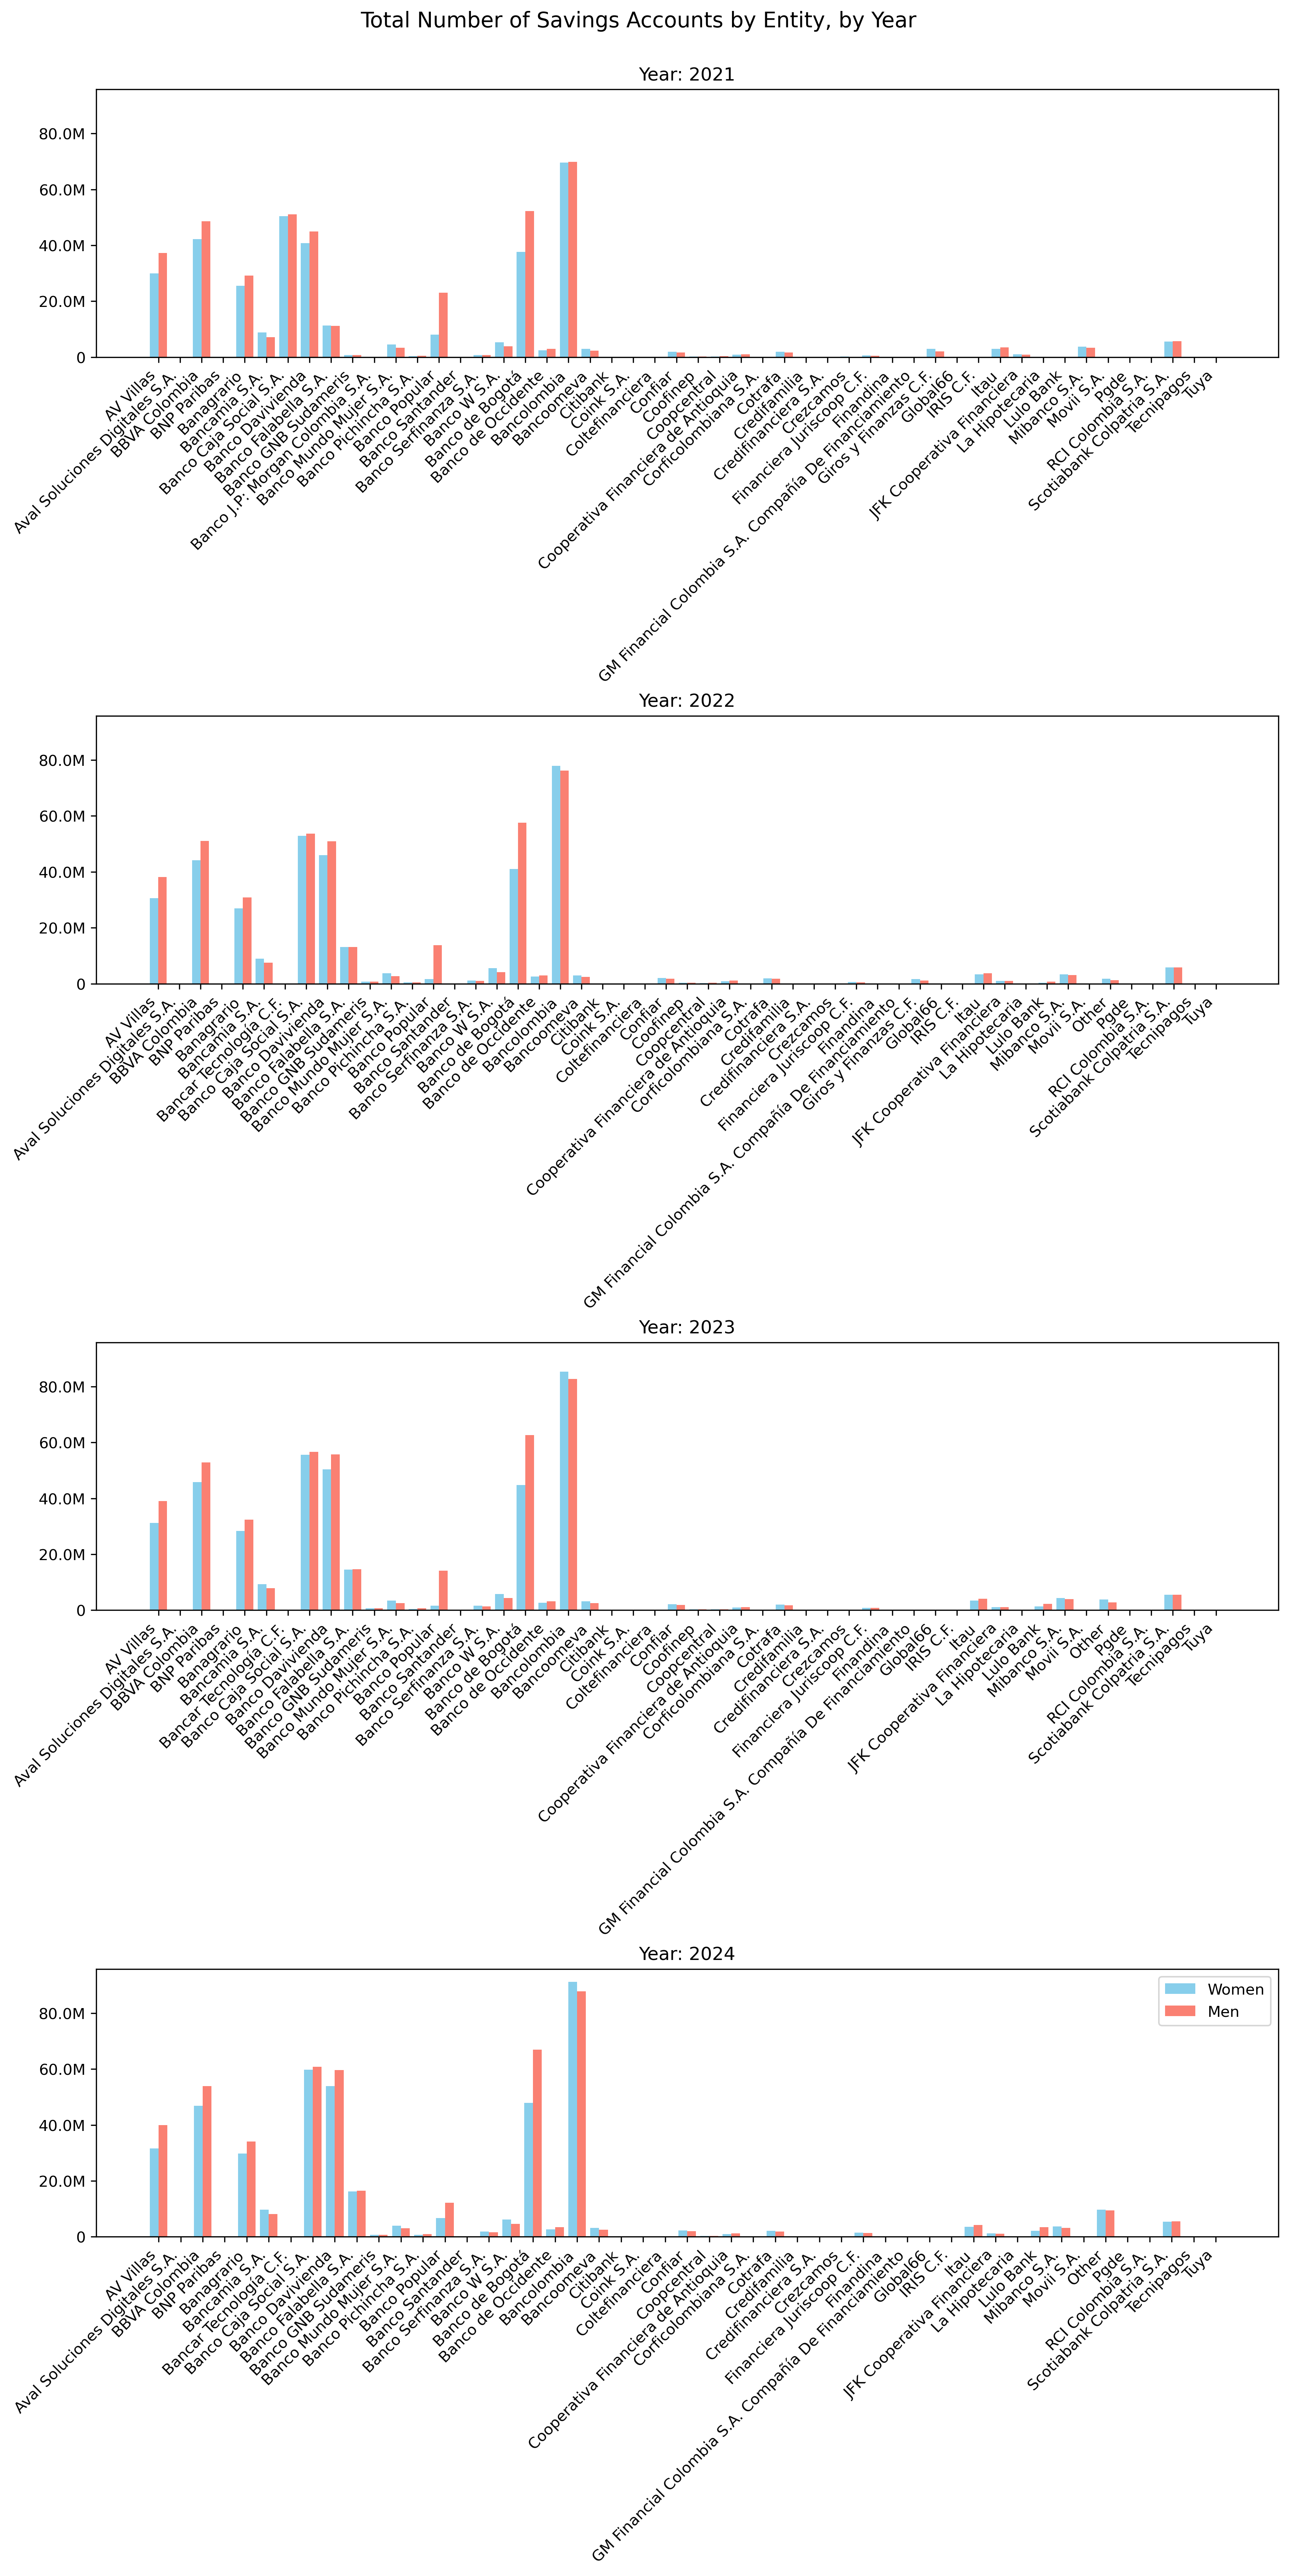 Total Number of Savings Accounts by Entity, by Year
Year: 2021
80.0M
60.0M
40.0M
20.0M
0
AV Villas
Aval Soluciones Digitales S.A.
BBVA Colombia
BNP Paribas
Banagrario
Bancamia S.A.
Banco Caja Social S.A.
Banco Davivienda
Banco Falabella S.A.
Banco GNB Sudameris
Banco J.P: Morgan Colombia S.A.
Banco Mundo Mujer S.A.
Banco Pichincha S.A.
Banco Popular
Banco Santander
Banco Serfinanza S.A.
Banco W S.A.
Banco de Bogotá
Banco de Occidente
Bancolombia
Bancoomeva
Citibank
Coink S.A.
Coltefinanciera
Confiar
Coofinep
Coopcentral
Cooperativa Financiera de Antioquia
Corficolombiana S.A.
Cotrafa
Credifamilia
Credifinanciera S.A.
Crezcamos
Financiera Juriscoop C.F.
Finandina
GM Financial Colombia S.A. Compañía De Financiamiento
Giros y Finanzas C.F.
Global66
IRIS C.F.
Itau
JFK Cooperativa Financiera
La Hipotecaria
Lulo Bank
Mibanco S.A.
Movii S.A.
Pgde
RCI Colombia S.A.
Scotiabank Colpatria S.A.
Tecnipagos
Tuya
Year: 2022
80.0M
60.0M
40.0M
20.0M
0
AV Villas
Aval Soluciones Digitales S.A.
BBVA Colombia
BNP Paribas
Banagrario
Bancamia S.A.
Bancar Tecnología C.F.
Banco Caja Social S.A.
Banco Davivienda
Banco Falabella S.A.
Banco GNB Sudameris
Banco Mundo Mujer S.A.
Banco Pichincha S.A.
Banco Popular
Banco Santander
Banco Serfinanza S.A.
Banco W S.A.
Banco de Bogotá
Banco de Occidente
Bancolombia
Bancoomeva
Citibank
Coink S.A.
Coltefinanciera
Confiar
Coofinep
Coopcentral
Cooperativa Financiera de Antioquia
Corficolombiana S.A.
Cotrafa
Credifamilia
Credifinanciera S.A.
Crezcamos
Financiera Juriscoop C.F.
Finandina
GM Financial Colombia S.A. Compañía De Financiamiento
Giros y Finanzas C.F.
Global66
IRIS C.F.
Itau
JFK Cooperativa Financiera
La Hipotecaria
Lulo Bank
Mibanco S.A.
Movii S.A.
Other
Pgde
RCI Colombia S.A.
Scotiabank Colpatria S.A.
Tecnipagos
Tuya
Year: 2023
80.0M
60.0M
40.0M
20.0M
0
AV Villas
Aval Soluciones Digitales S.A.
BBVA Colombia
BNP Paribas
Banagrario
Bancamia S.A.
Bancar Tecnología C.F.
Banco Caja Social S.A.
Banco Davivienda
Banco Falabella S.A.
Banco GNB Sudameris
Banco Mundo Mujer S.A.
Banco Pichincha S.A.
Banco Popular
Banco Santander
Banco Serfinanza S.A.
Banco W S.A.
Banco de Bogotá
Banco de Occidente
Bancolombia
Bancoomeva
Citibank
Coink S.A.
Coltefinanciera
Confiar
Coofinep
Coopcentral
Cooperativa Financiera de Antioquia
Corficolombiana S.A.
Cotrafa
Credifamilia
Credifinanciera S.A.
Crezcamos
Financiera Juriscoop C.F.
Finandina
GM Financial Colombia S.A. Compañía De Financiamiento
Global66
IRIS C.F.
Itau
JFK Cooperativa Financiera
La Hipotecaria
Lulo Bank
Mibanco S.A.
Movii S.A.
Other
Pgde
RCI Colombia S.A.
Scotiabank Colpatria S.A.
Tecnipagos
Tuya
Year: 2024
Women
Men
80.0M
60.0M
40.0M
20.0M
0
AV Villas
Aval Soluciones Digitales S.A.
BBVA Colombia
BNP Paribas
Banagrario
Bancamia S.A.
Bancar Tecnología C.F.
Banco Caja Social S.A.
Banco Davivienda
Banco Falabella S.A.
Banco GNB Sudameris
Banco Mundo Mujer S.A.
Banco Pichincha S.A.
Banco Popular
Banco Santander
Banco Serfinanza S.A.
Banco W S.A.
Banco de Bogotá
Banco de Occidente
Bancolombia
Bancoomeva
Citibank
Coink S.A.
Coltefinanciera
Confiar
Coopcentral
Cooperativa Financiera de Antioquia
Corficolombiana S.A.
Cotrafa
Credifamilia
Credifinanciera S.A.
Crezcamos
Financiera Juriscoop C.F.
Finandina
GM Financial Colombia S.A. Compañía De Financiamiento
Global66
IRIS C.F.
Itau
JFK Cooperativa Financiera
La Hipotecaria
Lulo Bank
Mibanco S.A.
Movii S.A.
Other
Pgde
RCI Colombia S.A.
Scotiabank Colpatria S.A.
Tecnipagos
Tuya